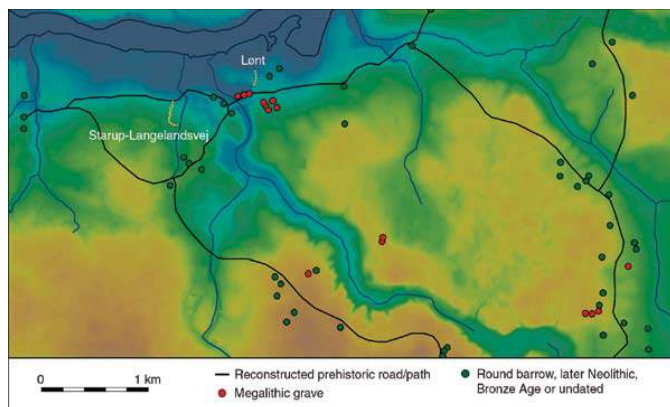 Lønt
Starup-Langelandsvej
0 1 km
Reconstructed prehistoric road/path
Megalithic grave
Round barrow, later Neolithic,
Bronze Age or undated